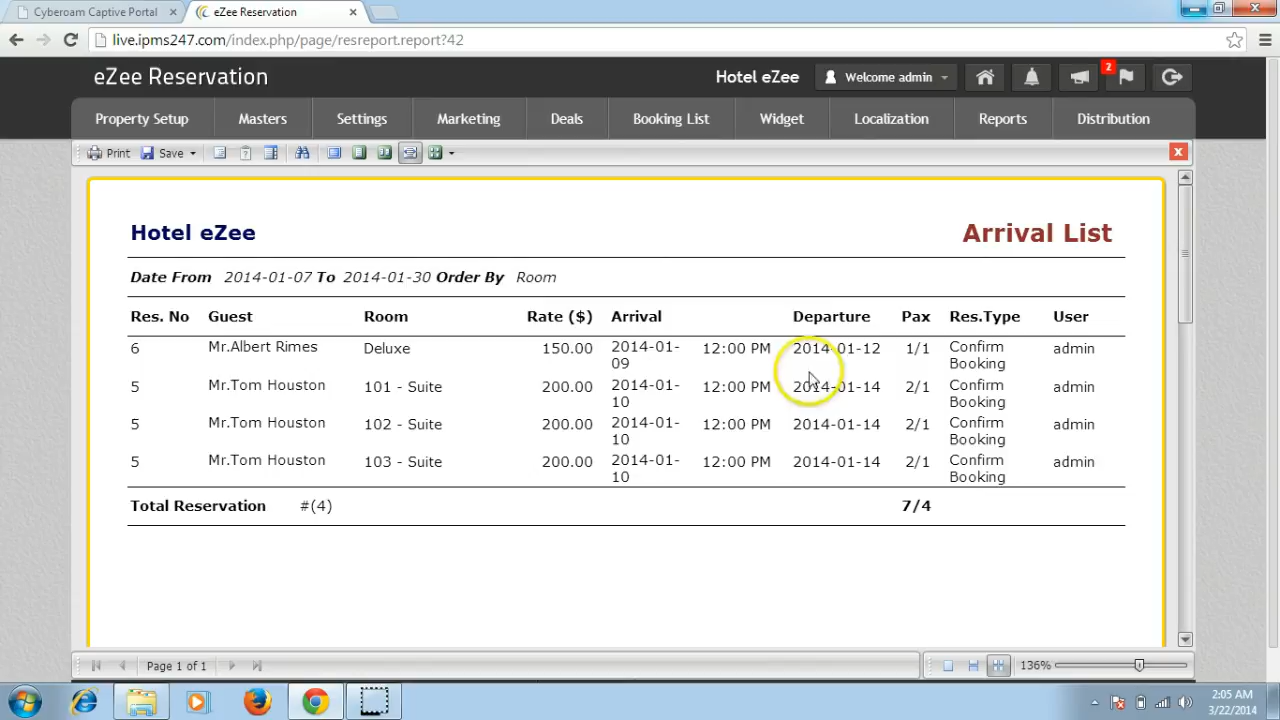 Cyberoam Captive Portal
eZee Reservation
live.ipms247.com/index.php/page/resreport.report?42
eZee Reservation
Hotel eZee
Welcome admin
2
Property Setup
Masters
Settings
Marketing
Deals
Booking List
Widget
Localization
Reports
Distribution
Print
Save
Hotel eZee
Arrival List
Date From 2014-01-07 To 2014-01-30 Order By Room
Res. No Guest Room Rate ($) Arrival Departure Pax Res.Type User
6 Mr.Albert Rimes Deluxe 150.00 2014-01- 12:00 PM 2014-01-12 1/1 Confirm admin
09 Booking
5 Mr.Tom Houston 101 - Suite 200.00 2014-01- 12:00 PM 2014-01-14 2/1 Confirm admin
10 Booking
5 Mr.Tom Houston 102 - Suite 200.00 2014-01- 12:00 PM 2014-01-14 2/1 Confirm admin
10 Booking
5 Mr.Tom Houston 103 - Suite 200.00 2014-01- 12:00 PM 2014-01-14 2/1 Confirm admin
10 Booking
Total Reservation #(4) 7/4
Page 1 of 1
136%
2:05 AM
3/22/2014